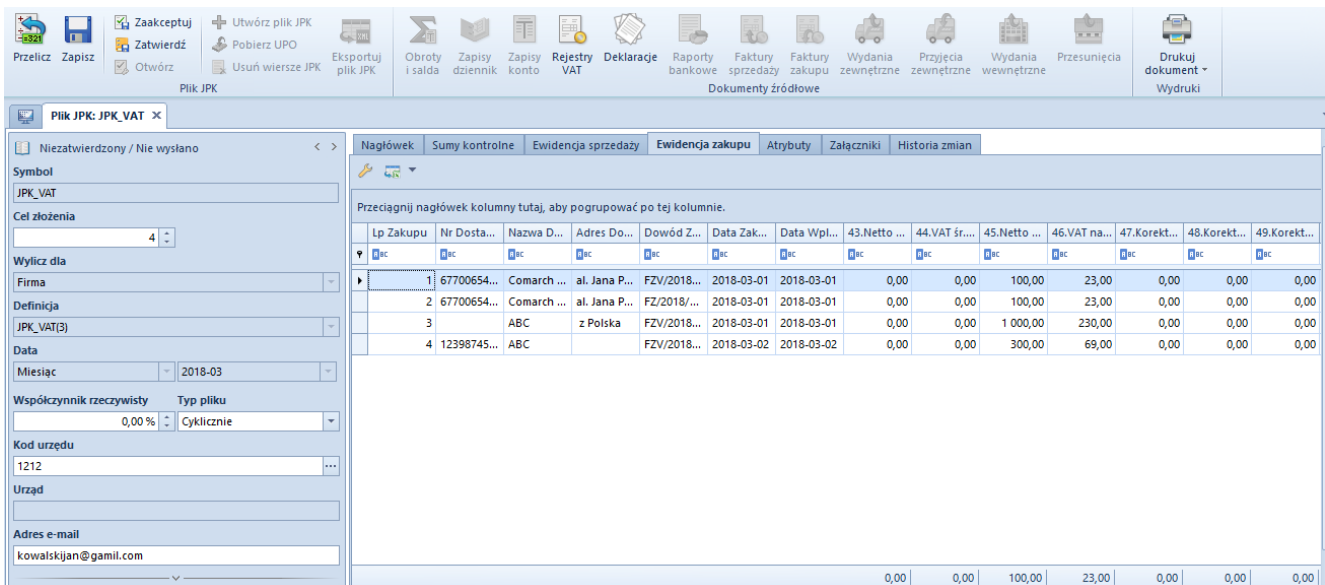 Przelicz Zapisz
Zaakceptuj
Zatwierdź
Otwórz
Utwórz plik JPK
Pobierz UPO
Usuń wiersze JPK
Eksportuj plik JPK
Plik JPK
Obroty i salda
Zapisy dziennik
Zapisy konto
Rejestry VAT
Deklaracje
Raporty bankowe
Faktury sprzedaży
Faktury zakupu
Wydania zewnętrzne
Przyjęcia zewnętrzne
Wydania wewnętrzne
Przesunięcia
Dokumenty źródłowe
Drukuj dokument
Wydruki
Plik JPK: JPK_VAT
Niezatwierdzony / Nie wysłano
Symbol
JPK_VAT
Cel złożenia
4
Wylicz dla
Firma
Definicja
JPK_VAT(3)
Data
Miesiąc 2018-03
Współczynnik rzeczywisty Typ pliku
0,00 % Cyklicznie
Kod urzędu
1212
Urząd
Adres e-mail
kowalskijan@gamil.com
Nagłówek Sumy kontrolne Ewidencja sprzedaży Ewidencja zakupu Atrybuty Załączniki Historia zmian
Przeciągnij nagłówek kolumny tutaj, aby pogrupować po tej kolumnie.
Lp Zakupu Nr Dosta... Nazwa D... Adres Do... Dowód Z... Data Zak... Data Wpł... 43.Netto ... 44.VAT śr.... 45.Netto ... 46.VAT na... 47.Korekt... 48.Korekt... 49.Korekt...
1 67700654... Comarch ... al. Jana P... FZV/2018... 2018-03-01 2018-03-01 0,00 0,00 100,00 23,00 0,00 0,00 0,00
2 67700654... Comarch ... al. Jana P... FZ/2018/... 2018-03-01 2018-03-01 0,00 0,00 100,00 23,00 0,00 0,00 0,00
3 ABC z Polska FZV/2018... 2018-03-01 2018-03-01 0,00 0,00 1 000,00 230,00 0,00 0,00 0,00
4 12398745... ABC FZV/2018... 2018-03-02 2018-03-02 0,00 0,00 300,00 69,00 0,00 0,00 0,00
0,00 0,00 100,00 23,00 0,00 0,00 0,00